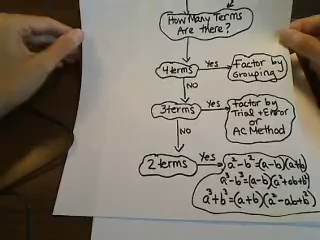 How Many Terms
Are there?
4 terms
Yes
Factor by
Grouping
NO
3 terms
Yes
Factor by
Trial + Error
or
AC Method
NO
2 terms
Yes
a²-b²=(a-b)(a+b)
a³-b³=(a-b)(a²+ab+b²)
a³+b³=(a+b)(a²-ab+b²)